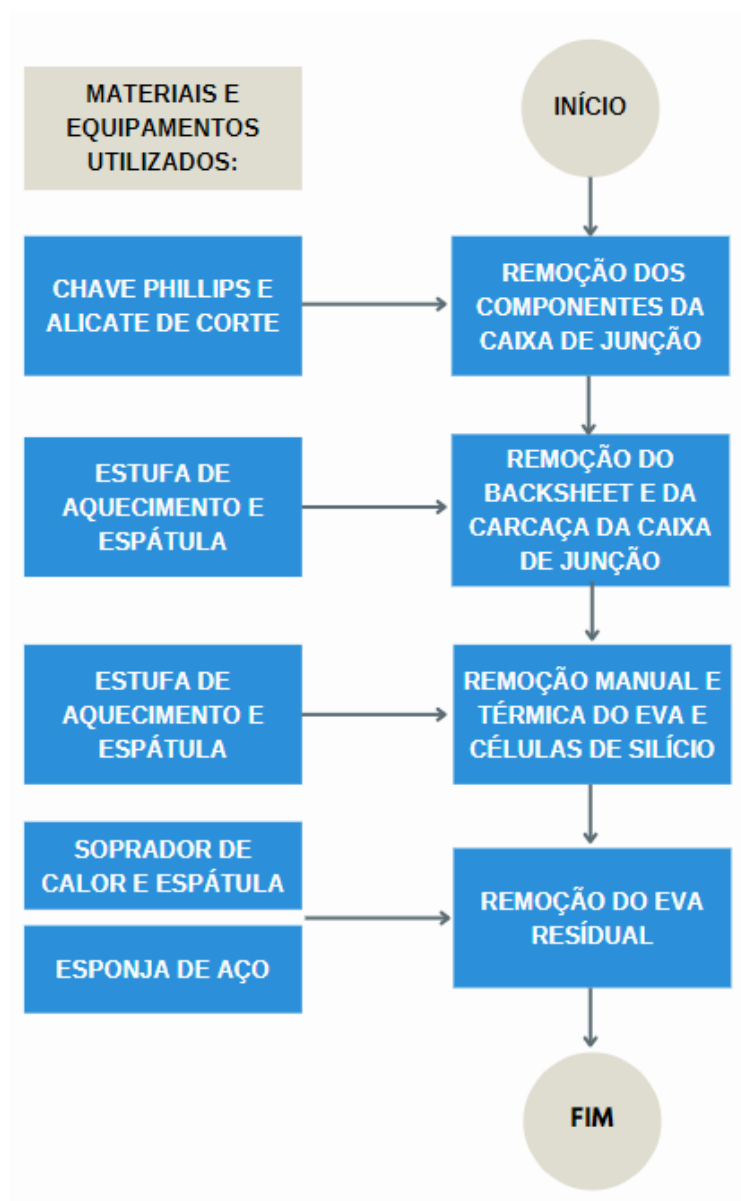 MATERIAIS E
EQUIPAMENTOS
UTILIZADOS:
INÍCIO
CHAVE PHILLIPS E
ALICATE DE CORTE
REMOÇÃO DOS
COMPONENTES DA
CAIXA DE JUNÇÃO
ESTUFA DE
AQUECIMENTO E
ESPÁTULA
REMOÇÃO DO
BACKSHEET E DA
CARCAÇA DA CAIXA
DE JUNÇÃO
ESTUFA DE
AQUECIMENTO E
ESPÁTULA
REMOÇÃO MANUAL E
TÉRMICA DO EVA E
CÉLULAS DE SILÍCIO
SOPRADOR DE
CALOR E ESPÁTULA
ESPONJA DE AÇO
REMOÇÃO DO EVA
RESÍDUAL
FIM